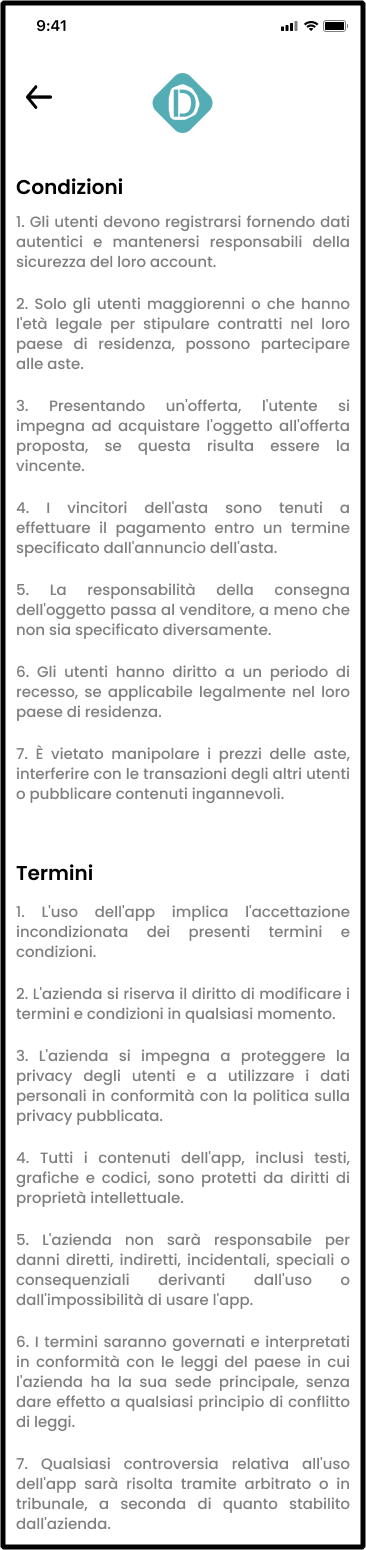 9:41
D
Condizioni
1. Gli utenti devono registrarsi fornendo dati
autentici e mantenersi responsabili della
sicurezza del loro account.
2. Solo gli utenti maggiorenni o che hanno
l'età legale per stipulare contratti nel loro
paese di residenza, possono partecipare
alle aste.
3. Presentando un'offerta, l'utente si
impegna ad acquistare l'oggetto all'offerta
proposta, se questa risulta essere la
vincente.
4. I vincitori dell'asta sono tenuti a
effettuare il pagamento entro un termine
specificato dall'annuncio dell'asta.
5. La responsabilità della consegna
dell'oggetto passa al venditore, a meno che
non sia specificato diversamente.
6. Gli utenti hanno diritto a un periodo di
recesso, se applicabile legalmente nel loro
paese di residenza.
7. È vietato manipolare i prezzi delle aste,
interferire con le transazioni degli altri utenti
o pubblicare contenuti ingannevoli.
Termini
1. L'uso dell'app implica l'accettazione
incondizionata dei presenti termini e
condizioni.
2. L'azienda si riserva il diritto di modificare i
termini e condizioni in qualsiasi momento.
3. L'azienda si impegna a proteggere la
privacy degli utenti e a utilizzare i dati
personali in conformità con la politica sulla
privacy pubblicata.
4. Tutti i contenuti dell'app, inclusi testi,
grafiche e codici, sono protetti da diritti di
proprietà intellettuale.
5. L'azienda non sarà responsabile per
danni diretti, indiretti, incidentali, speciali o
consequenziali derivanti dall'uso o
dall'impossibilità di usare l'app.
6. I termini saranno governati e interpretati
in conformità con le leggi del paese in cui
l'azienda ha la sua sede principale, senza
dare effetto a qualsiasi principio di conflitto
di leggi.
7. Qualsiasi controversia relativa all'uso
dell'app sarà risolta tramite arbitrato o in
tribunale, a seconda di quanto stabilito
dall'azienda.